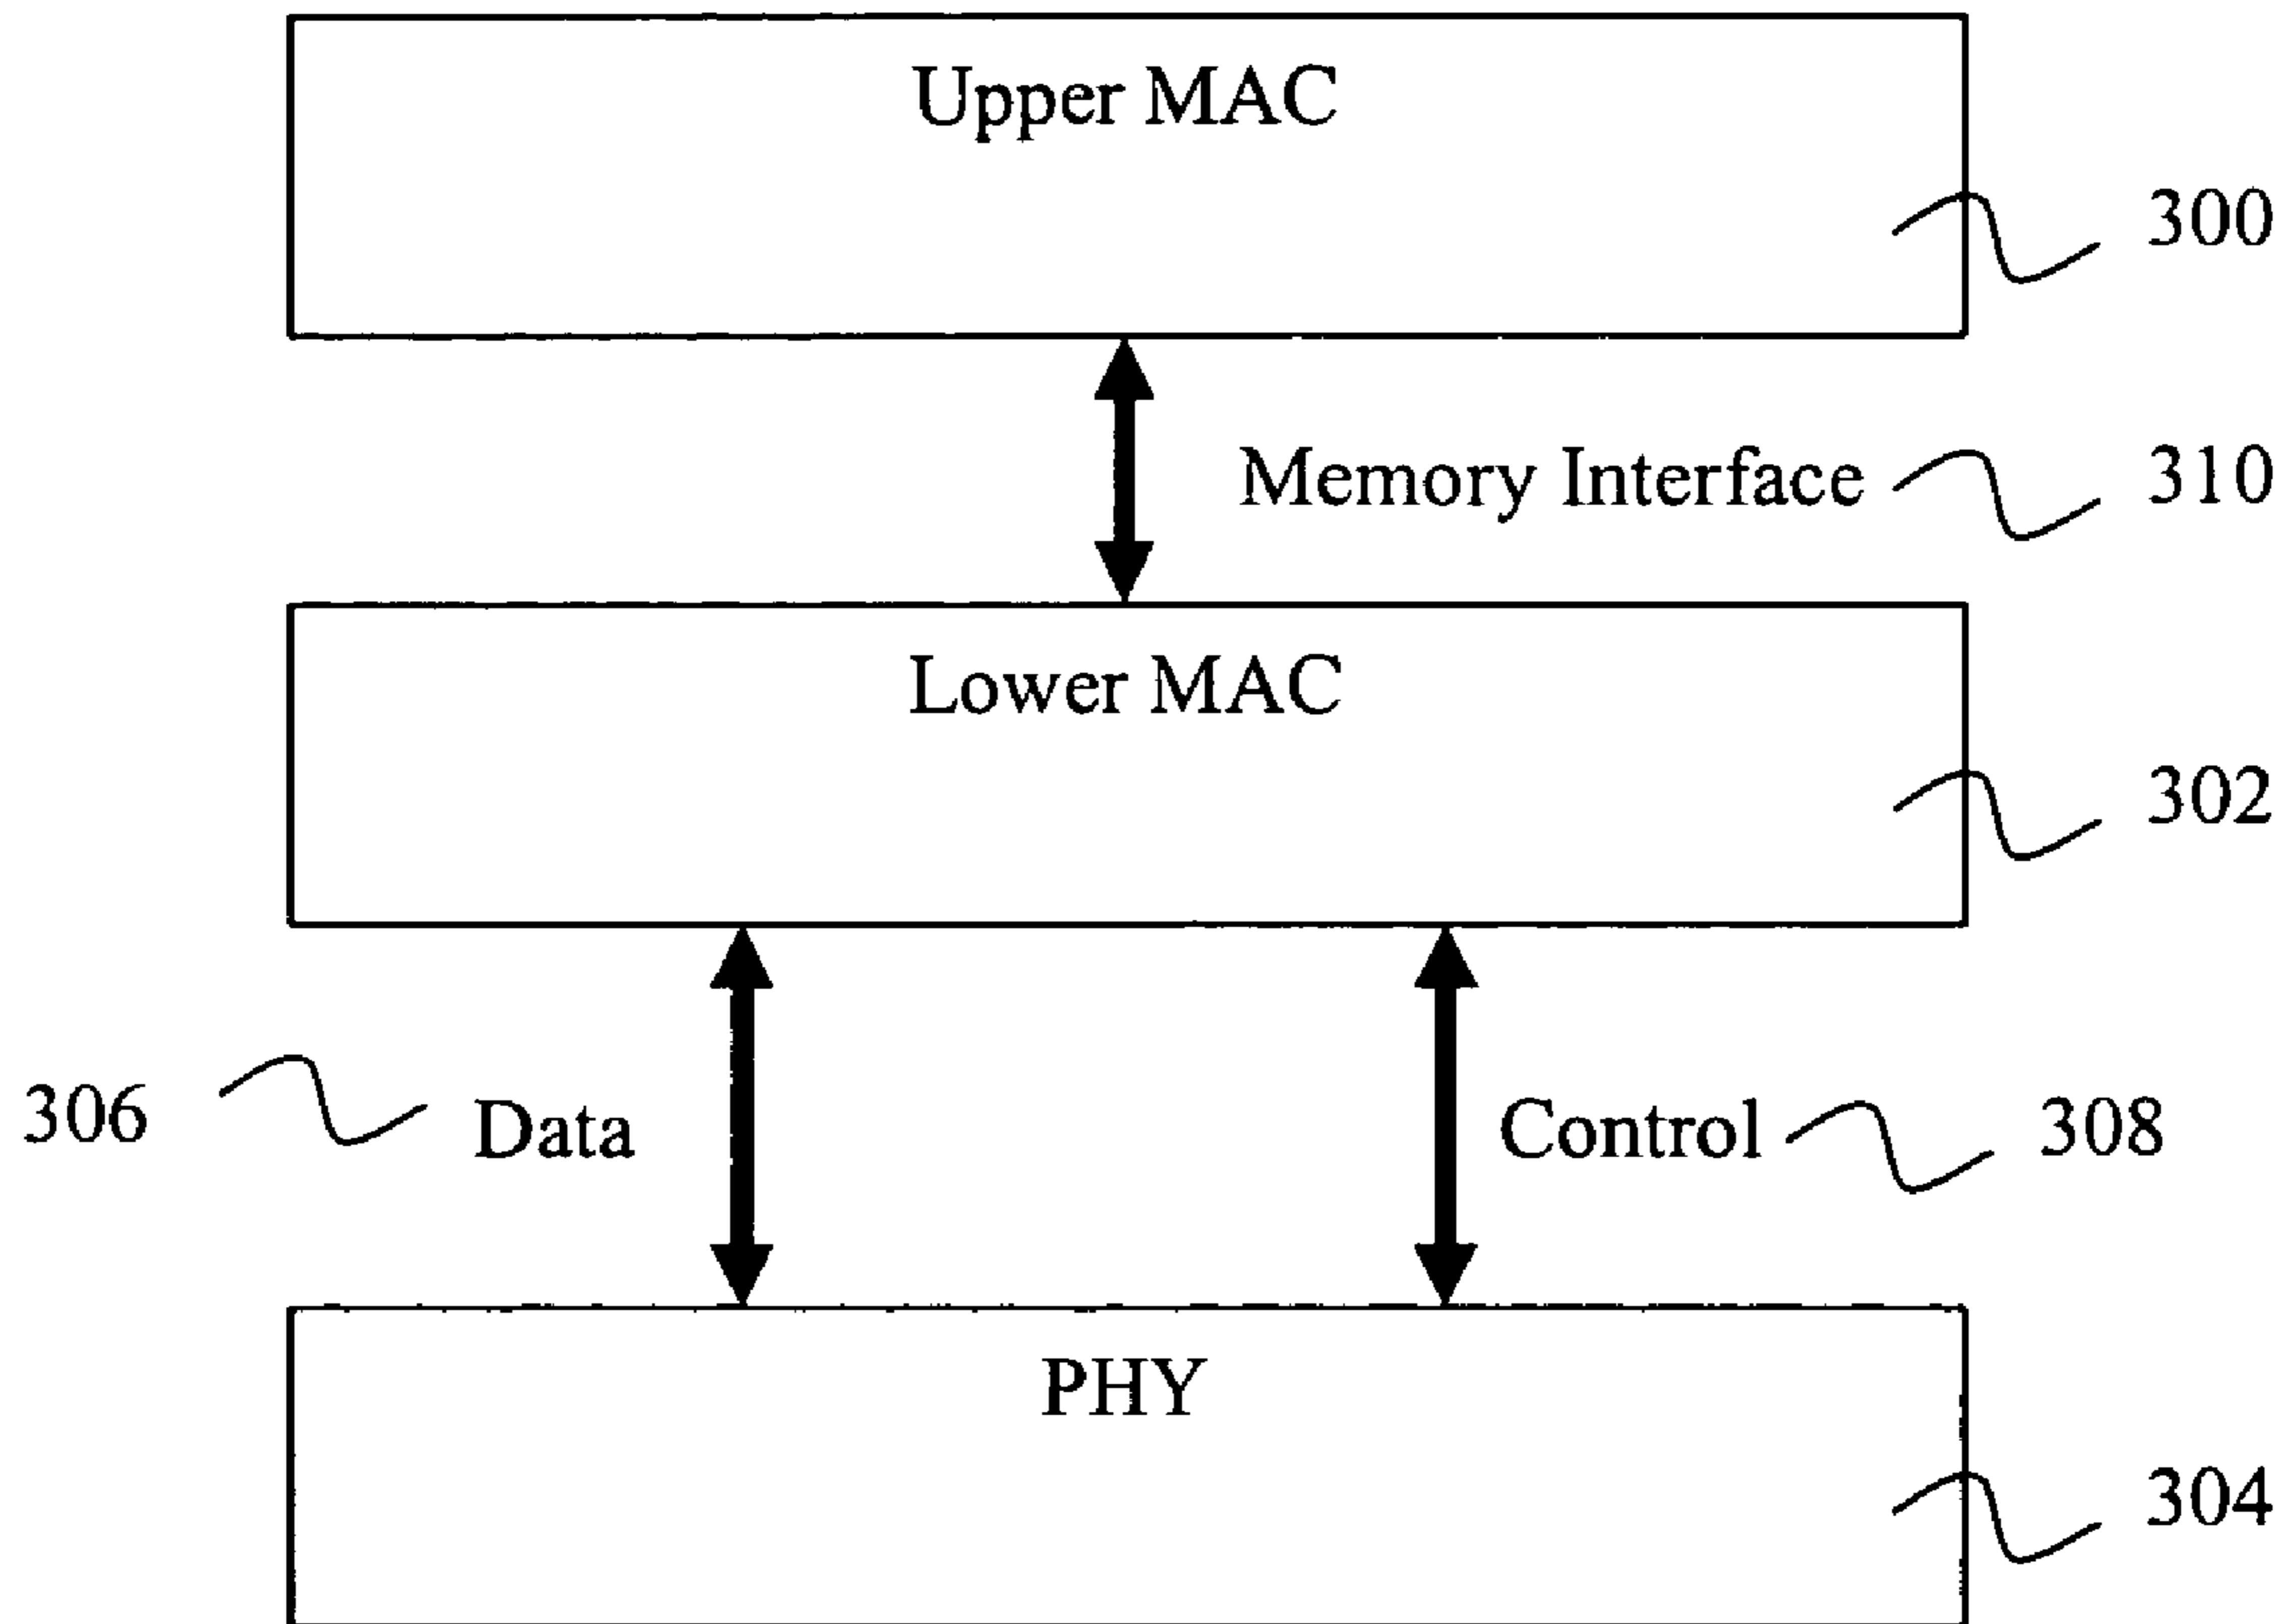 Upper MAC
300
Memory Interface
310
Lower MAC
302
306
Data
Control
308
PHY
304